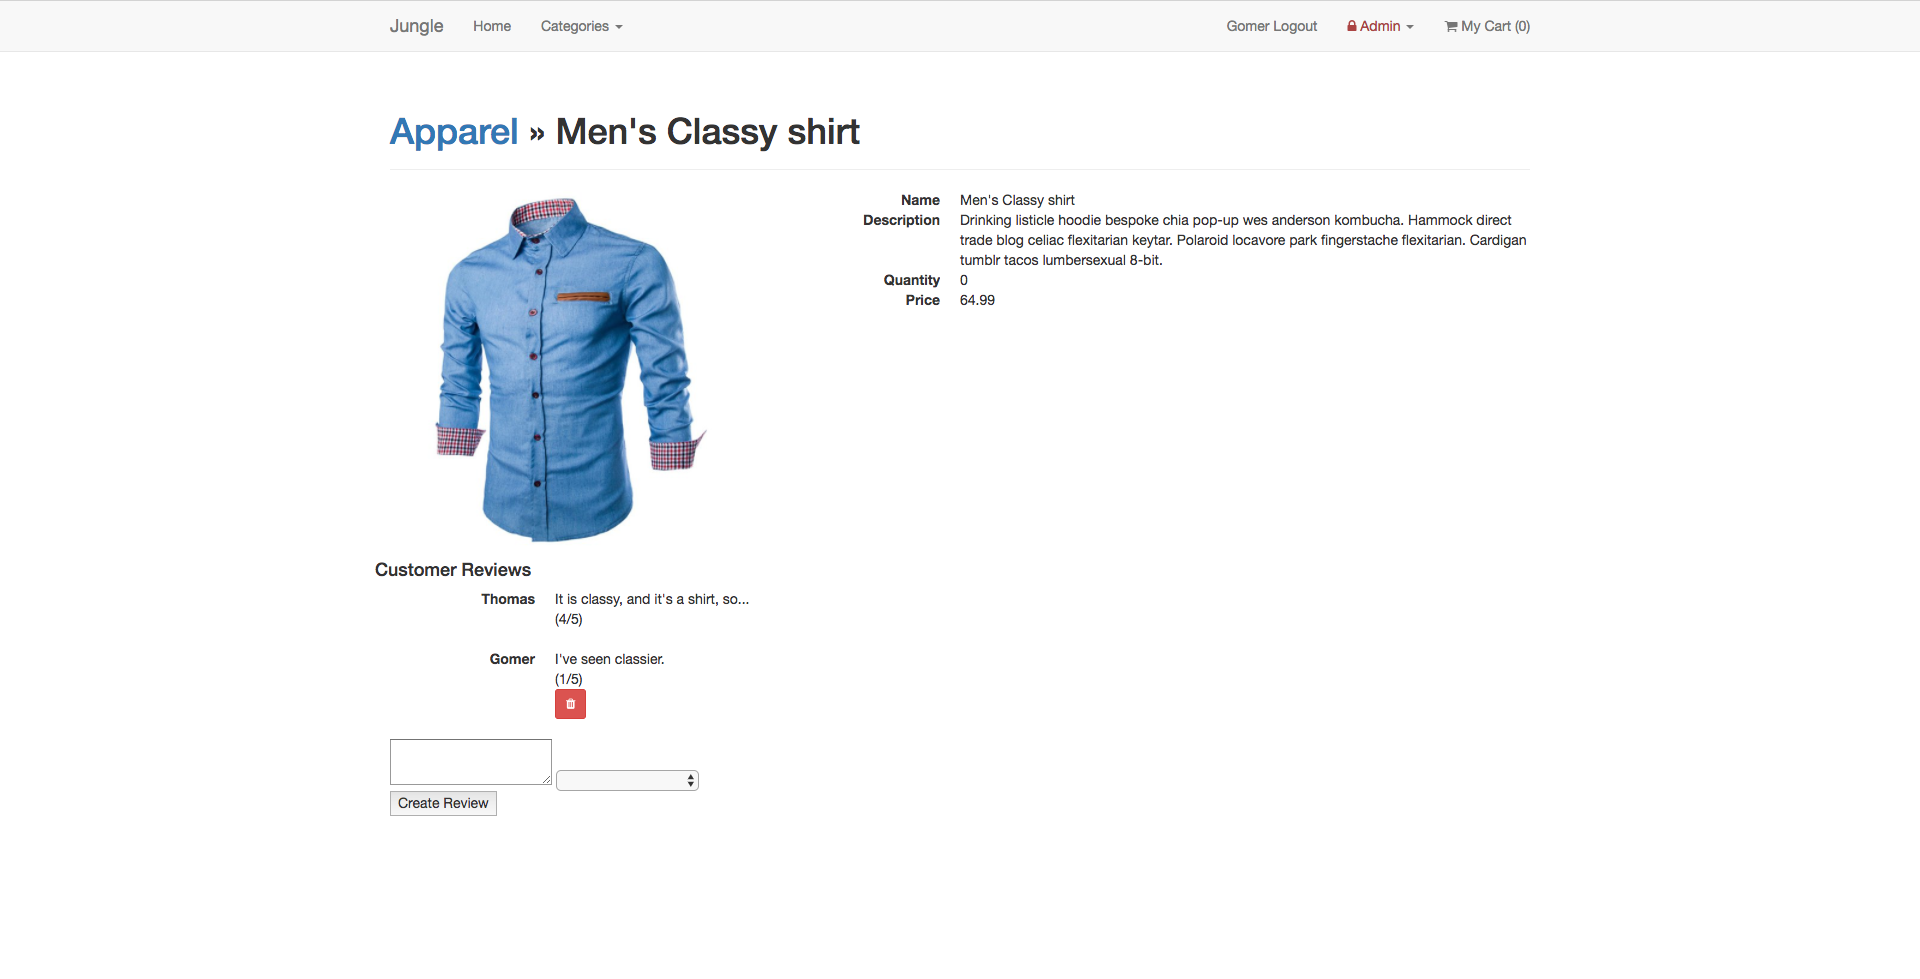 Jungle Home Categories Gomer Logout Admin My Cart (0)
Apparel » Men's Classy shirt
Name Men's Classy shirt
Description Drinking listicle hoodie bespoke chia pop-up wes anderson kombucha. Hammock direct
trade blog celiac flexitarian keytar. Polaroid locavore park fingerstache flexitarian. Cardigan
tumblr tacos lumbersexual 8-bit.
Quantity 0
Price 64.99
Customer Reviews
Thomas It is classy, and it's a shirt, so...
(4/5)
Gomer I've seen classier.
(1/5)
Create Review